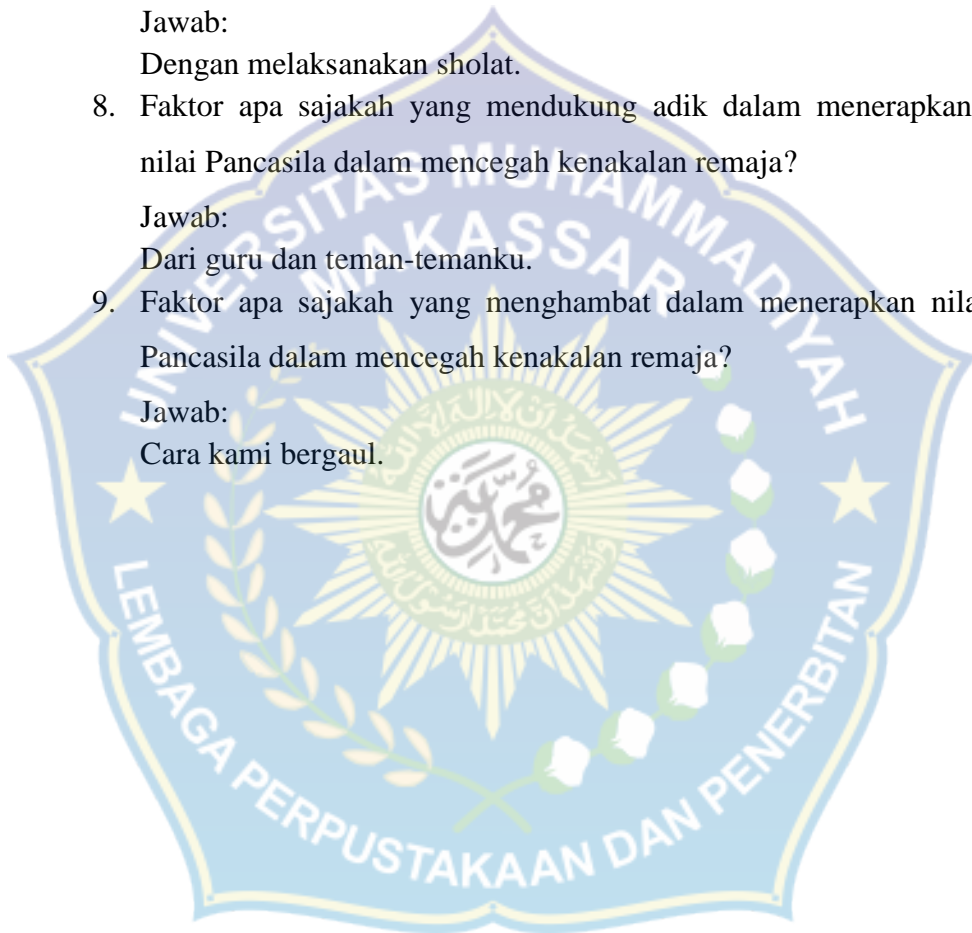 Jawab:
Dengan melaksanakan sholat.
8. Faktor apa sajakah yang mendukung adik dalam menerapkan
nilai Pancasila dalam mencegah kenakalan remaja?
Jawab:
Dari guru dan teman-temanku.
9. Faktor apa sajakah yang menghambat dalam menerapkan nila
Pancasila dalam mencegah kenakalan remaja?
Jawab:
Cara kami bergaul.
UNIVERSITAS MUHAMMADIYAH
MAKASSAR
LEMBAGA PERPUSTAKAAN DAN PENERBITAN